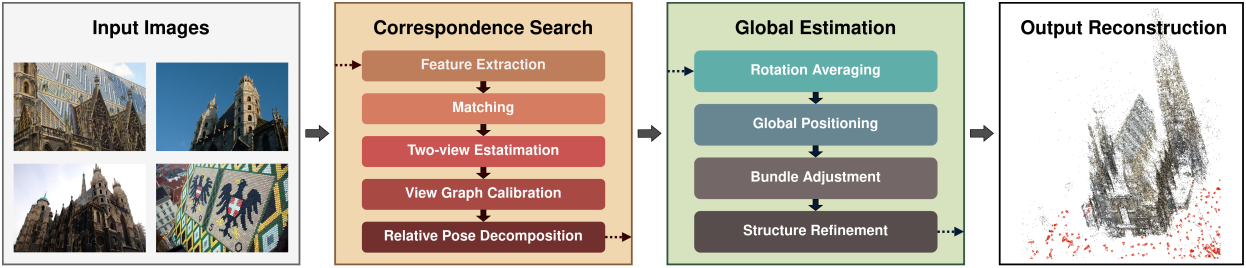 Input Images
Correspondence Search
Feature Extraction
Matching
Two-view Estatimation
View Graph Calibration
Relative Pose Decomposition
Global Estimation
Rotation Averaging
Global Positioning
Bundle Adjustment
Structure Refinement
Output Reconstruction